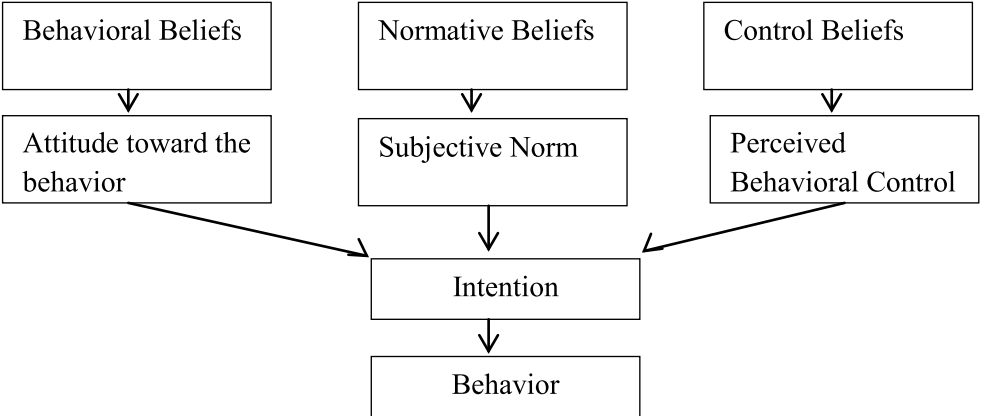 Behavioral Beliefs
Normative Beliefs
Control Beliefs
Attitude toward the
behavior
Subjective Norm
Perceived
Behavioral Control
Intention
Behavior